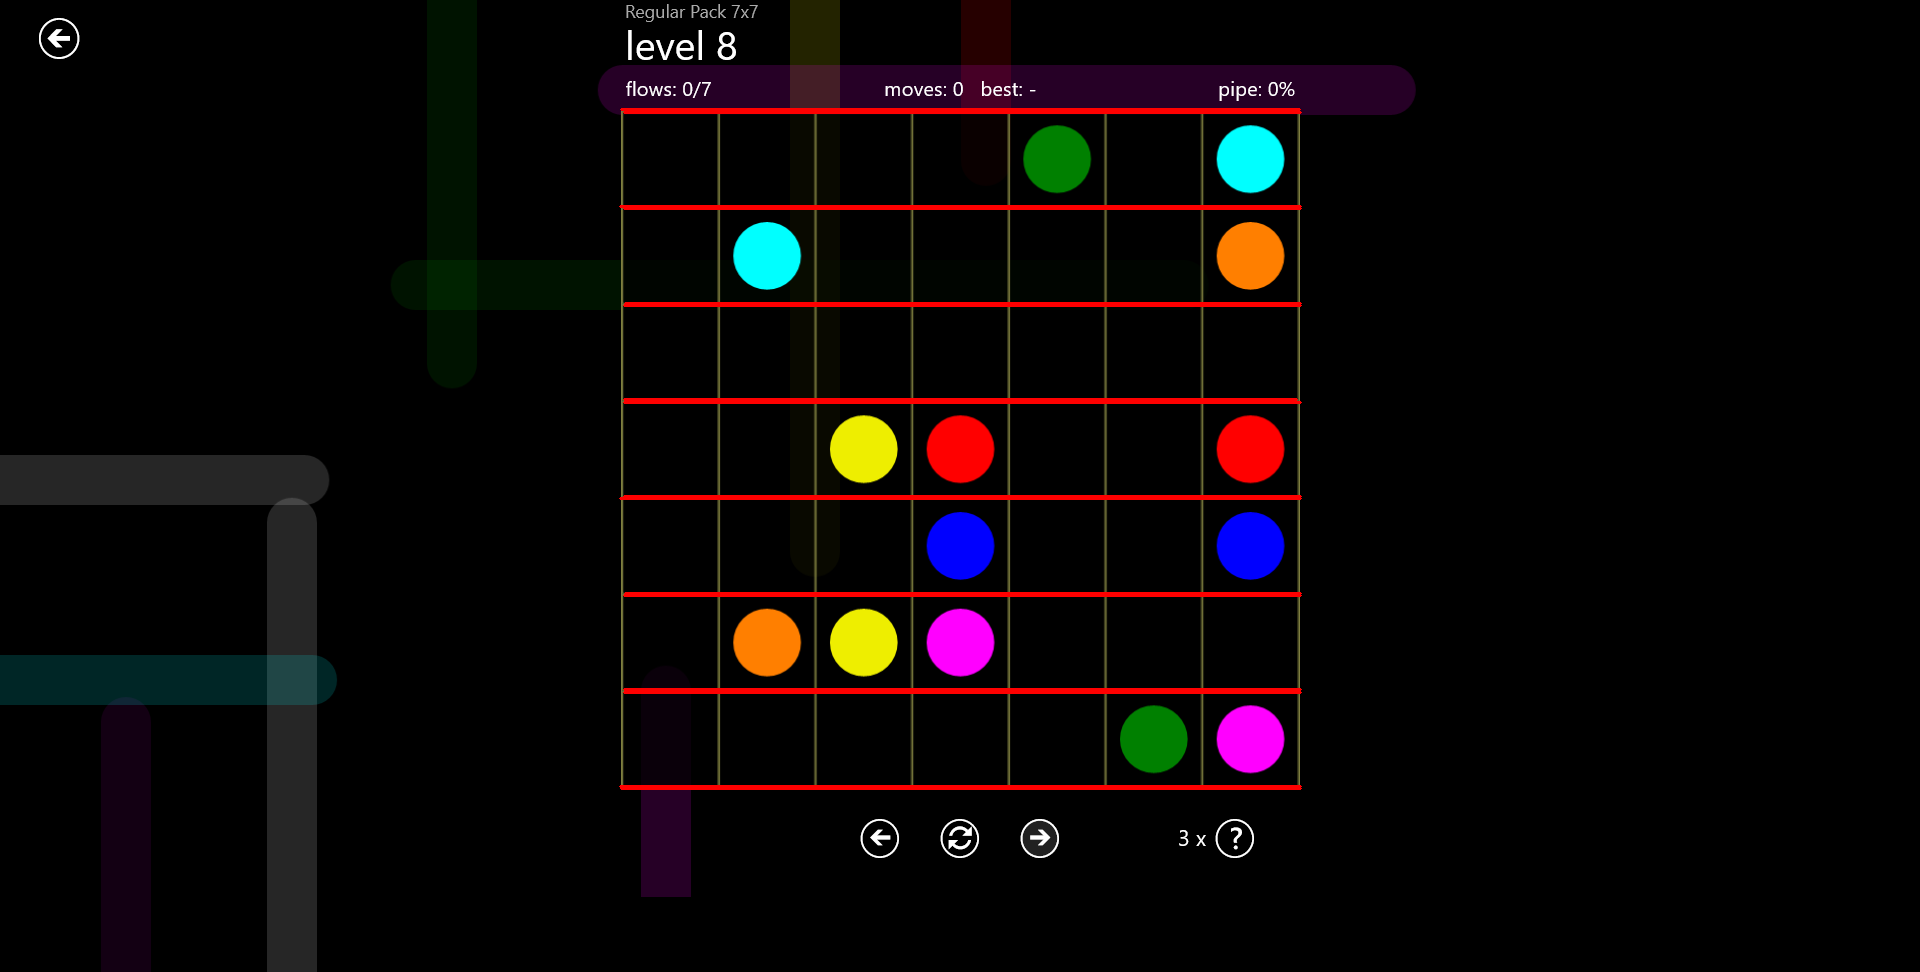 Regular Pack 7x7
level 8
flows: 0/7 moves: 0 best: - pipe: 0%
3 x ?